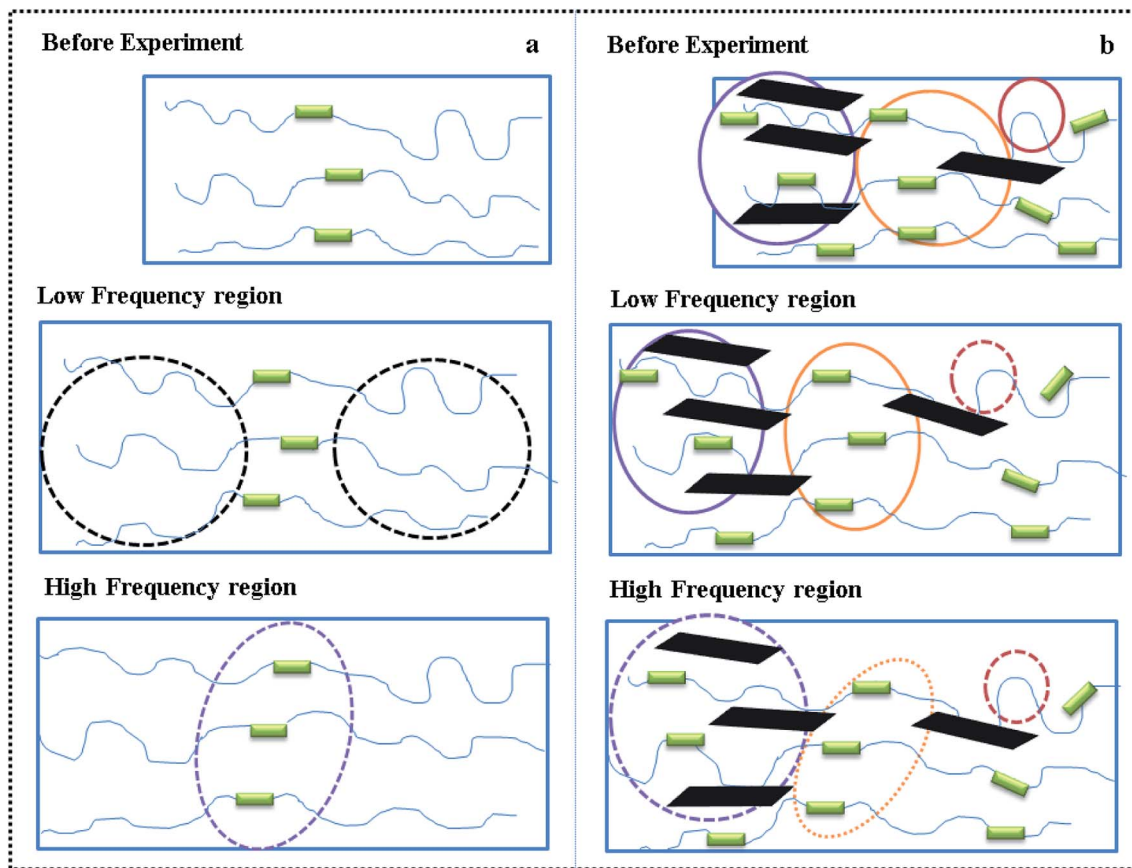 Before Experiment a
Low Frequency region
High Frequency region
Before Experiment b
Low Frequency region
High Frequency region